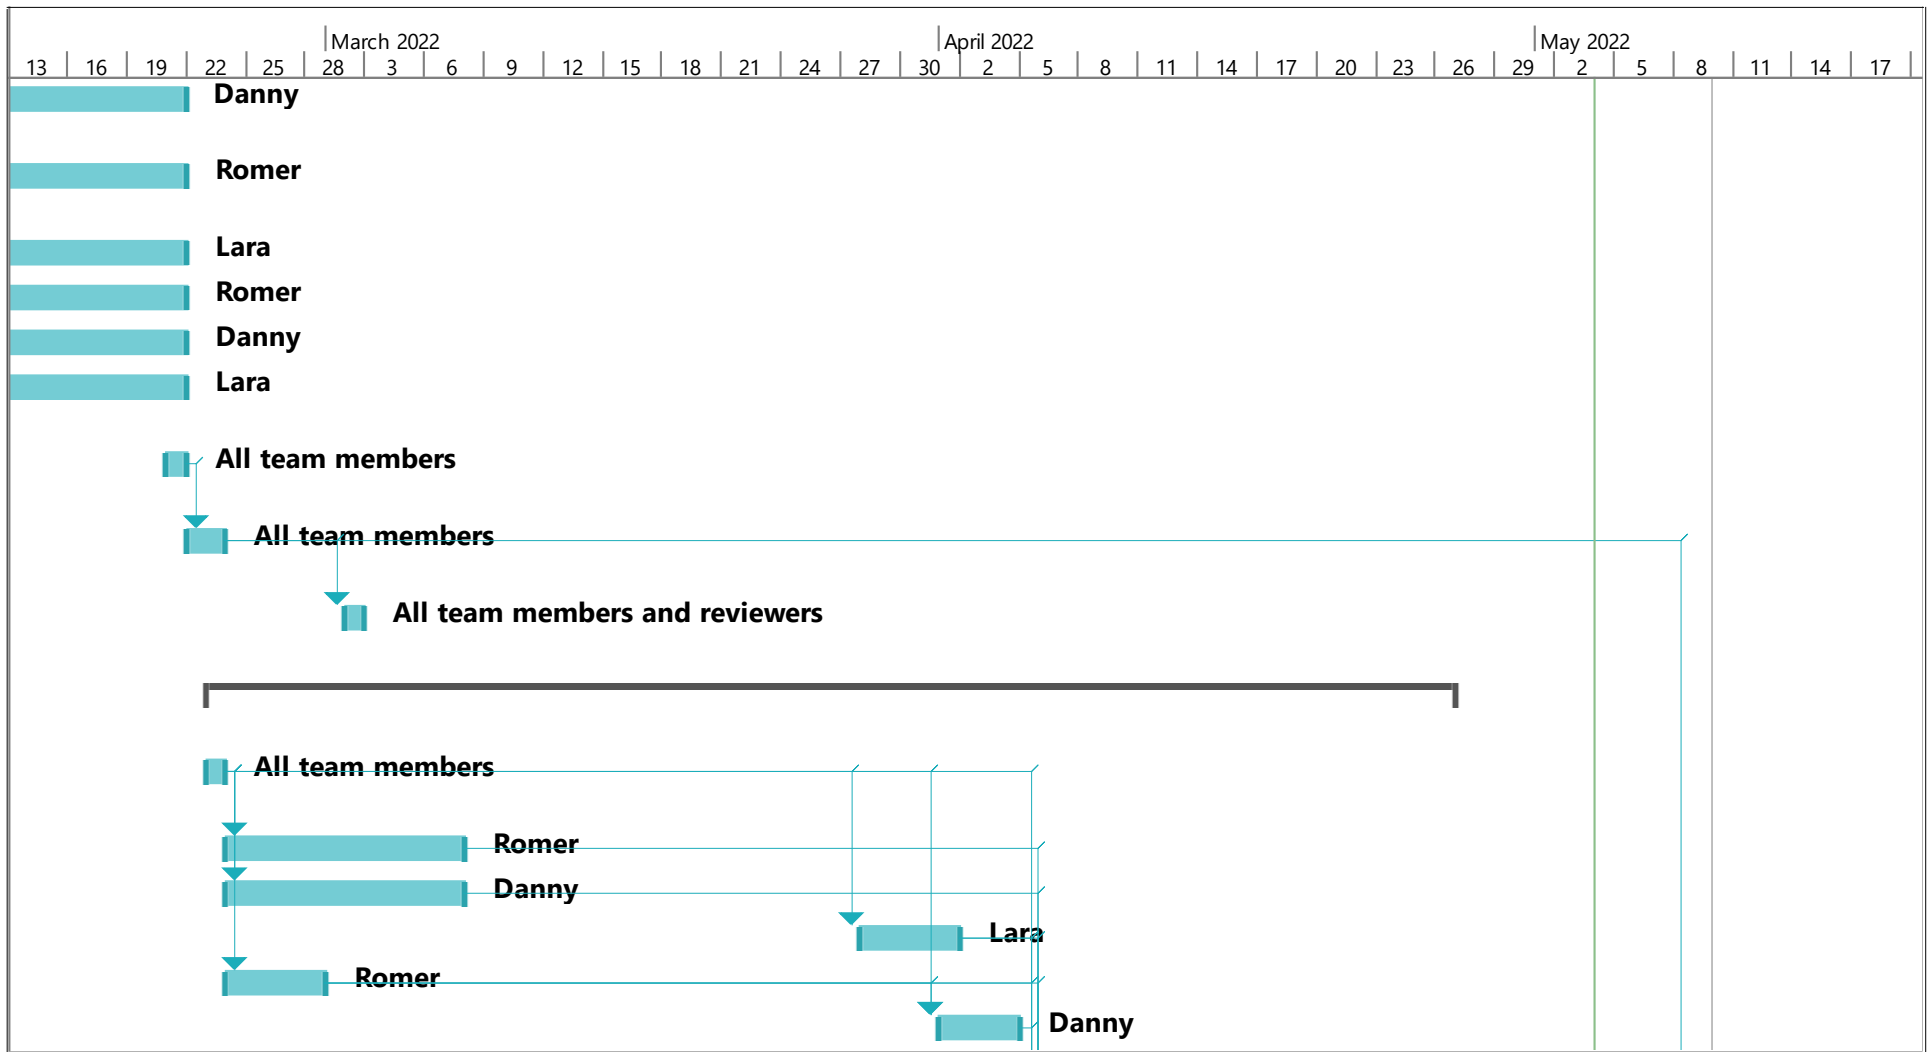 March 2022 April 2022 May 2022
13 16 19 22 25 28 3 6 9 12 15 18 21 24 27 30 2 5 8 11 14 17 20 23 26 29 2 5 8 11 14 17
Danny
Romer
Lara
Romer
Danny
Lara
All team members
All team members
All team members and reviewers
All team members
Romer
Danny
Lara
Romer
Danny